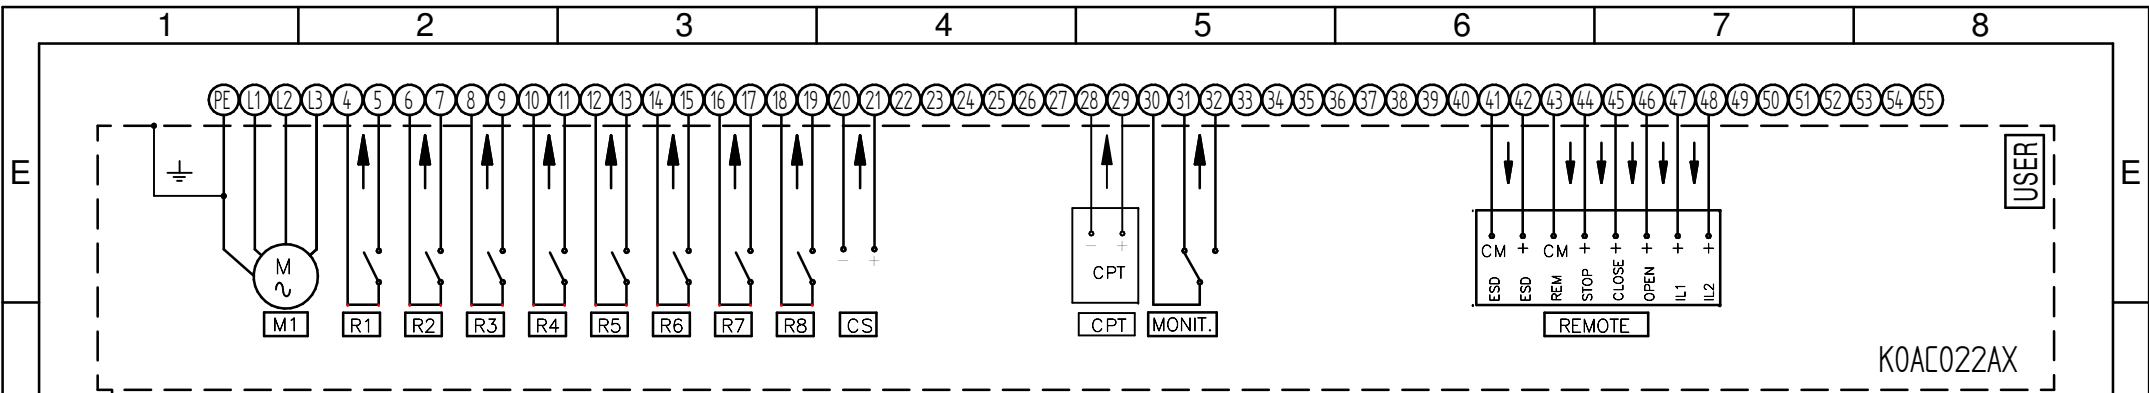 1 2 3 4 5 6 7 8
PE L1 L2 L3 4 5 6 7 8 9 10 11 12 13 14 15 16 17 18 19 20 21 22 23 24 25 26 27 28 29 30 31 32 33 34 35 36 37 38 39 40 41 42 43 44 45 46 47 48 49 50 51 52 53 54 55
E USER E
− + − + CM + CM + + + + +
M CPT ESD ESD REM STOP CLOSE OPEN IL1 IL2
M1 R1 R2 R3 R4 R5 R6 R7 R8 CS CPT MONIT. REMOTE
K0AC022AX